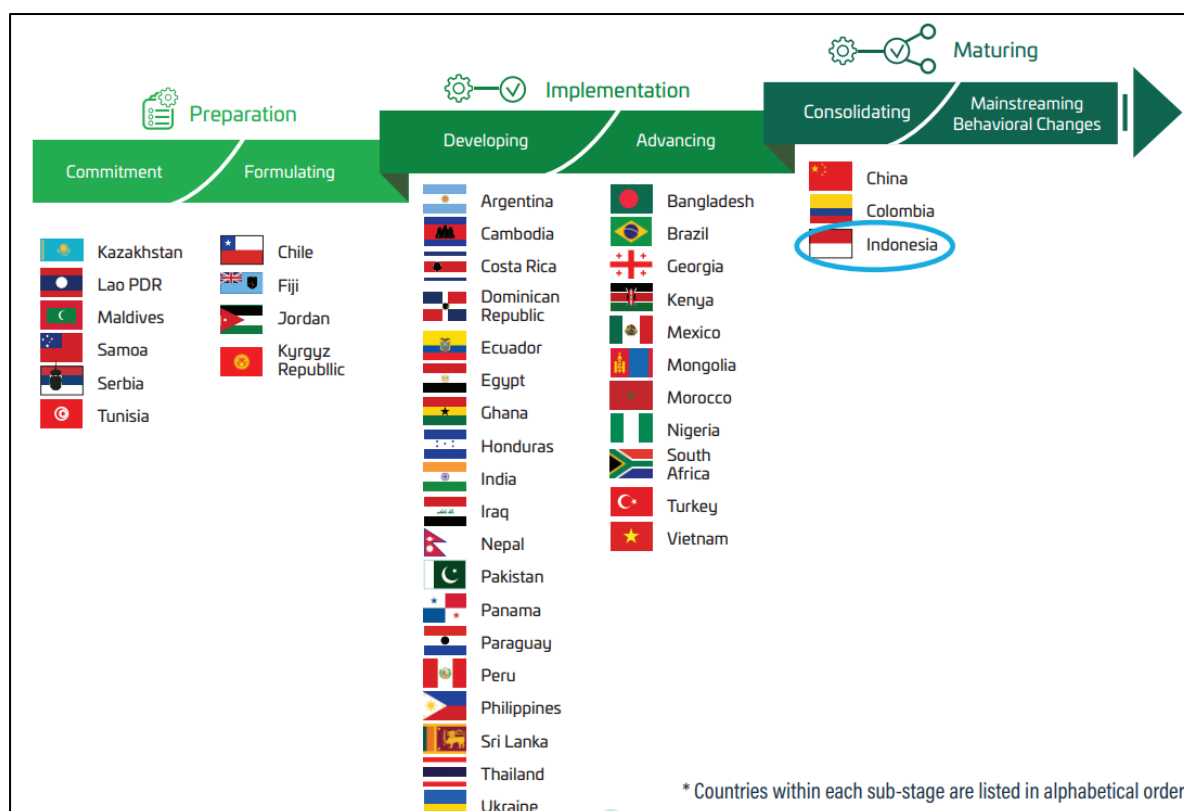 Preparation
Commitment
Formulating
Kazakhstan
Lao PDR
Maldives
Samoa
Serbia
Tunisia
Chile
Fiji
Jordan
Kyrgyz
Republlic
Implementation
Developing
Advancing
Argentina
Cambodia
Costa Rica
Dominican
Republic
Ecuador
Egypt
Ghana
Honduras
India
Iraq
Nepal
Pakistan
Panama
Paraguay
Peru
Philippines
Sri Lanka
Thailand
Ukraine
Bangladesh
Brazil
Georgia
Kenya
Mexico
Mongolia
Morocco
Nigeria
South
Africa
Turkey
Vietnam
Maturing
Consolidating
Mainstreaming
Behavioral Changes
China
Colombia
Indonesia
* Countries within each sub-stage are listed in alphabetical order